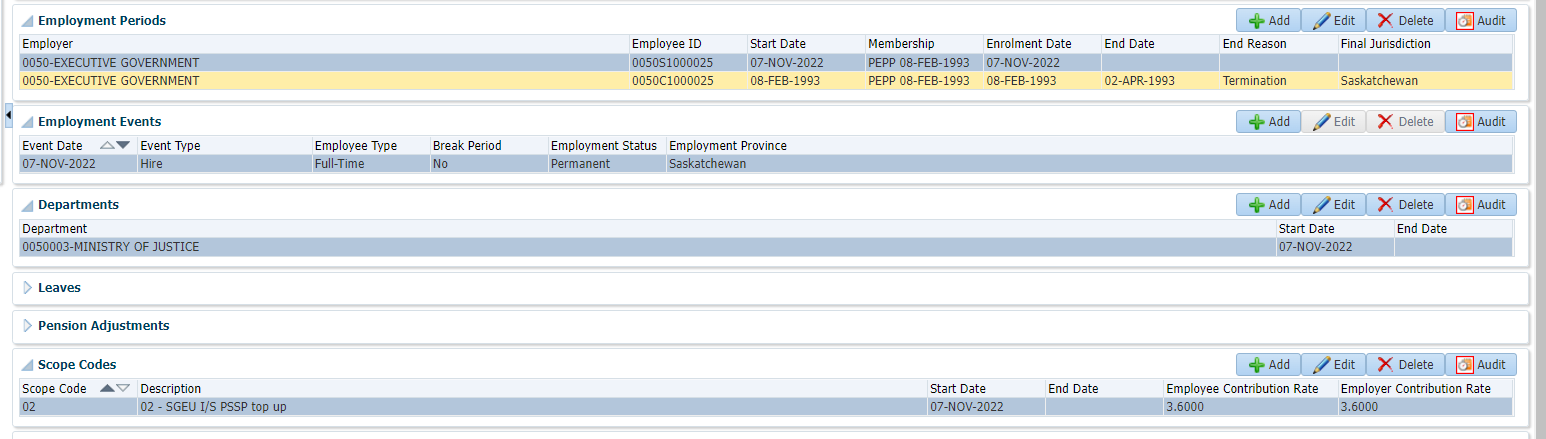 Employment Periods Add Edit Delete Audit
Employer Employee ID Start Date Membership Enrolment Date End Date End Reason Final Jurisdiction
0050-EXECUTIVE GOVERNMENT 0050S1000025 07-NOV-2022 PEPP 08-FEB-1993 07-NOV-2022
0050-EXECUTIVE GOVERNMENT 0050C1000025 08-FEB-1993 PEPP 08-FEB-1993 08-FEB-1993 02-APR-1993 Termination Saskatchewan
Employment Events Add Edit Delete Audit
Event Date Event Type Employee Type Break Period Employment Status Employment Province
07-NOV-2022 Hire Full-Time No Permanent Saskatchewan
Departments Add Edit Delete Audit
Department Start Date End Date
0050003-MINISTRY OF JUSTICE 07-NOV-2022
Leaves
Pension Adjustments
Scope Codes Add Edit Delete Audit
Scope Code Description Start Date End Date Employee Contribution Rate Employer Contribution Rate
02 02 - SGEU I/S PSSP top up 07-NOV-2022 3.6000 3.6000